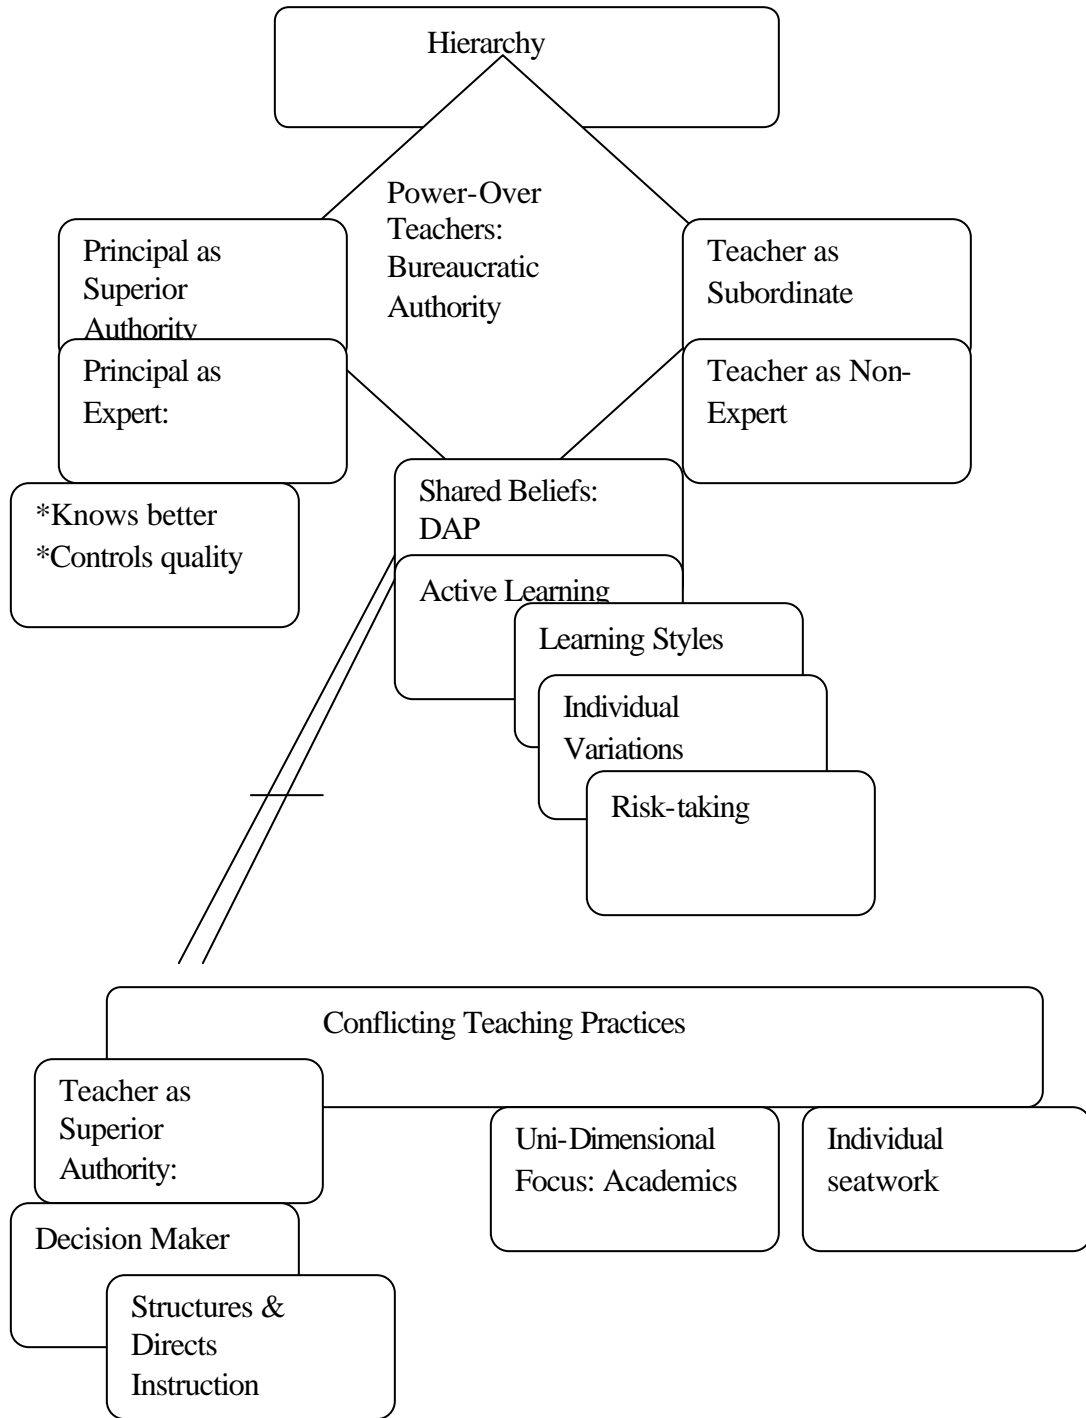 Hierarchy
Power-Over
Teachers:
Bureaucratic
Authority
Principal as
Superior
Authority
Principal as
Expert:
*Knows better
*Controls quality
Teacher as
Subordinate
Teacher as Non-
Expert
Shared Beliefs:
DAP
Active Learning
Learning Styles
Individual
Variations
Risk-taking
Conflicting Teaching Practices
Teacher as
Superior
Authority:
Decision Maker
Structures &
Directs
Instruction
Uni-Dimensional
Focus: Academics
Individual
seatwork